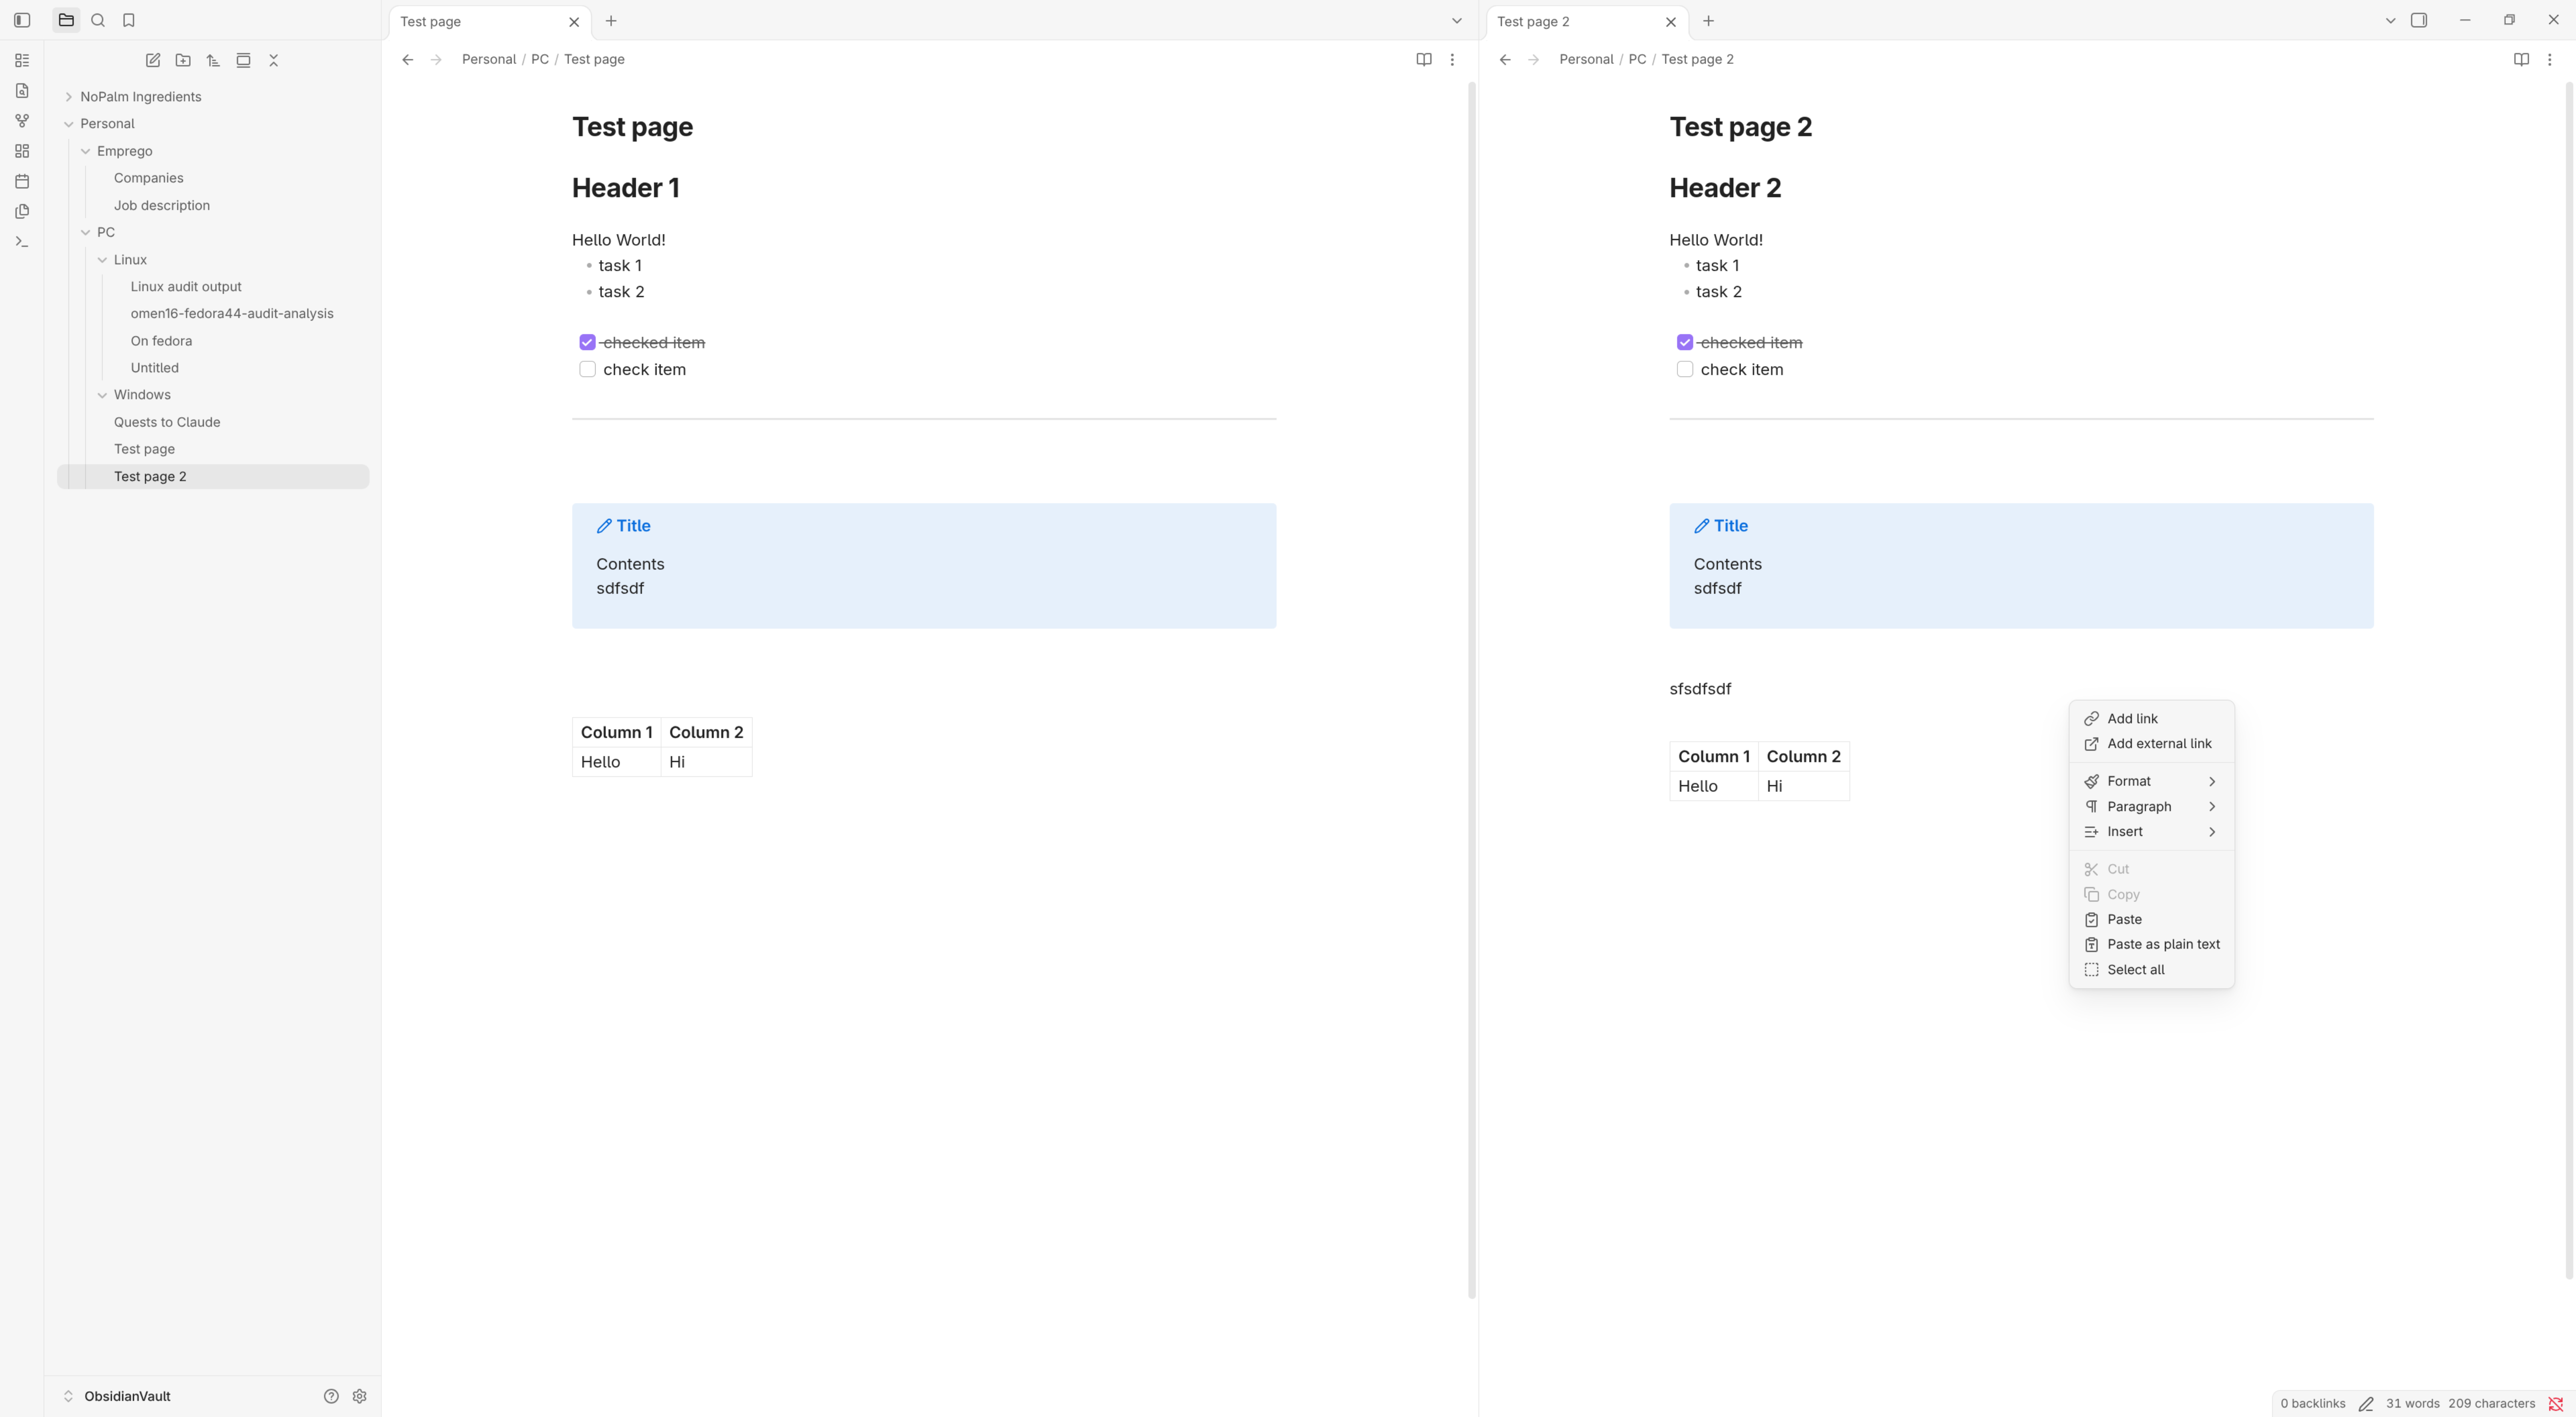 Test page
Test page 2
Personal / PC / Test page
Personal / PC / Test page 2
NoPalm Ingredients
Personal
Emprego
Companies
Job description
PC
Linux
Linux audit output
omen16-fedora44-audit-analysis
On fedora
Untitled
Windows
Quests to Claude
Test page
Test page 2
ObsidianVault
Test page
Header 1
Hello World!
task 1
task 2
checked item
check item
Title
Contents
sdfsdf
Column 1 Column 2
Hello Hi
Test page 2
Header 2
Hello World!
task 1
task 2
checked item
check item
Title
Contents
sdfsdf
sfsdfsdf
Column 1 Column 2
Hello Hi
Add link
Add external link
Format
Paragraph
Insert
Cut
Copy
Paste
Paste as plain text
Select all
0 backlinks 31 words 209 characters